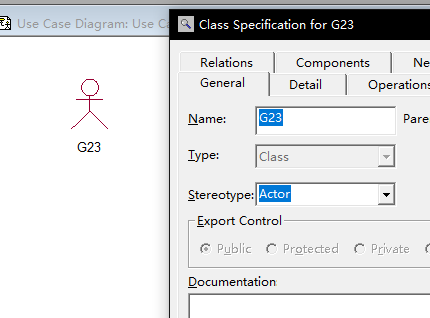 Use Case Diagram: Use Cas
Class Specification for G23
Relations
Components
Ne
General
Detail
Operations
Name:
G23
Pare
Type:
Class
Stereotype:
Actor
Export Control
Public
Protected
Private
Documentation:
G23